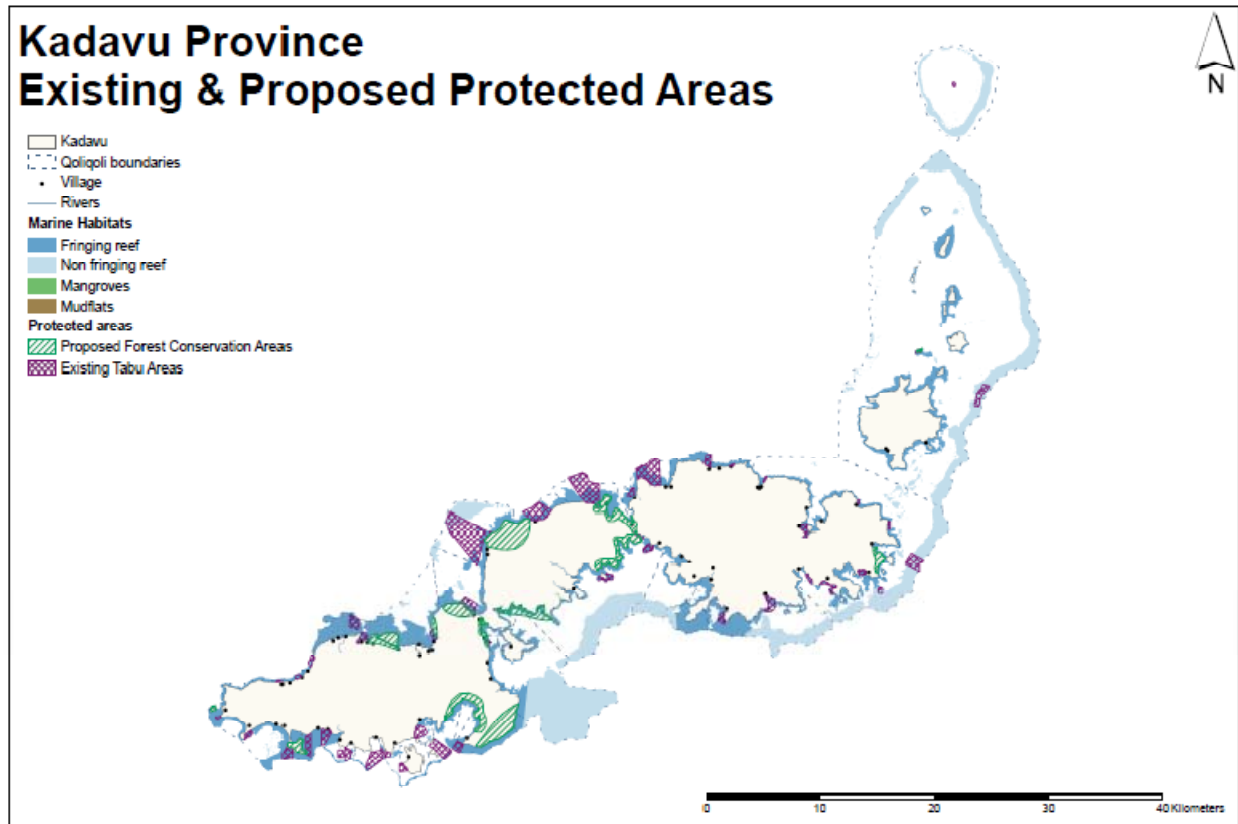 Kadavu Province
Existing & Proposed Protected Areas
N
Kadavu
Qoliqoli boundaries
Village
Rivers
Marine Habitats
Fringing reef
Non fringing reef
Mangroves
Mudflats
Protected areas
Proposed Forest Conservation Areas
Existing Tabu Areas
0 10 20 30 40 Kilometers